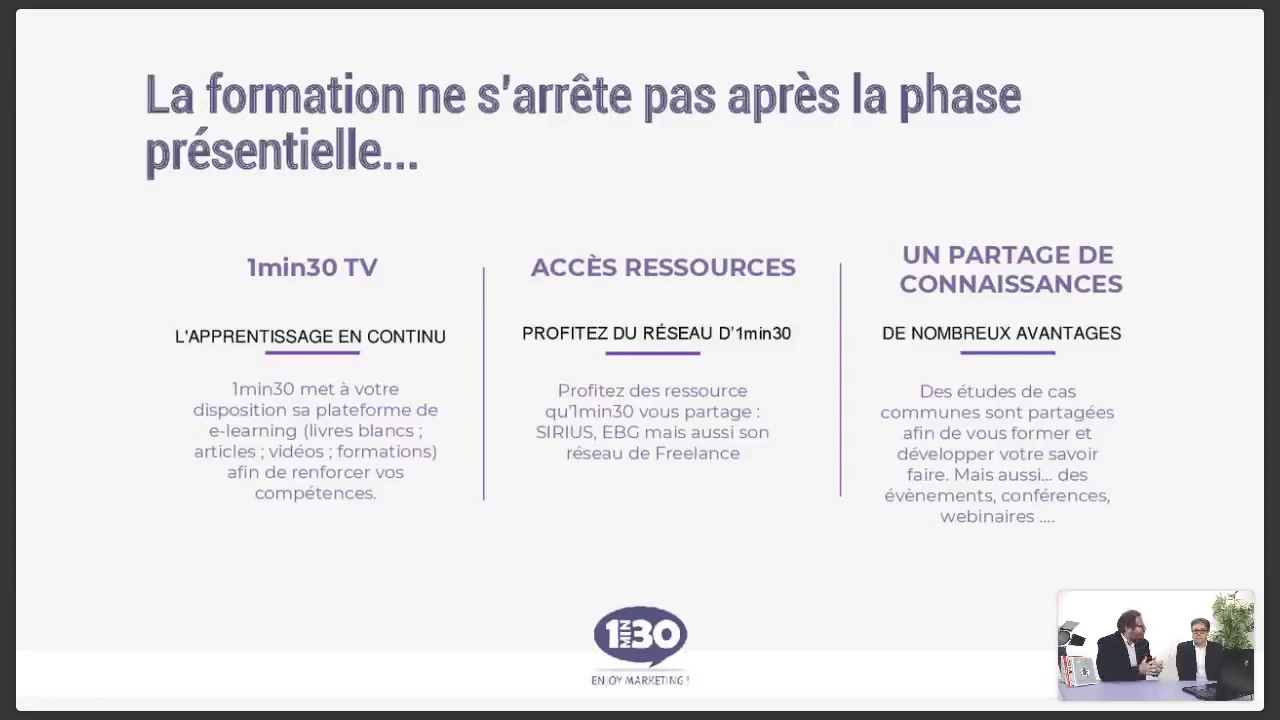 La formation ne s'arrête pas après la phase
présentielle...
1min30 TV
L'APPRENTISSAGE EN CONTINU
1min30 met à votre
disposition sa plateforme de
e-learning (livres blancs ;
articles ; vidéos ; formations)
afin de renforcer vos
compétences.
ACCÈS RESSOURCES
PROFITEZ DU RÉSEAU D'1min30
Profitez des ressource
qu'1min30 vous partage :
SIRIUS, EBG mais aussi son
réseau de Freelance
UN PARTAGE DE
CONNAISSANCES
DE NOMBREUX AVANTAGES
Des études de cas
communes sont partagées
afin de vous former et
développer votre savoir
faire. Mais aussi... des
évènements, conférences,
webinaires ....
1MIN30
ENJOY MARKETING !